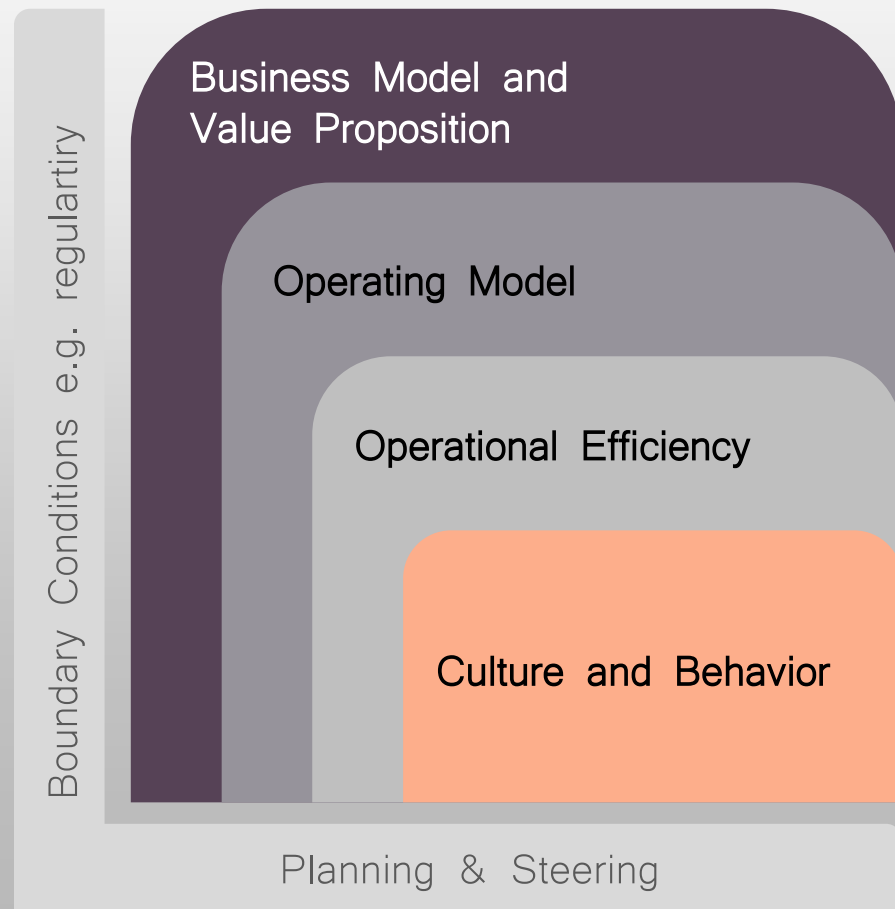 Business Model and
Value Proposition
Operating Model
Operational Efficiency
Culture and Behavior
Boundary Conditions e.g. regulartiry
Planning & Steering